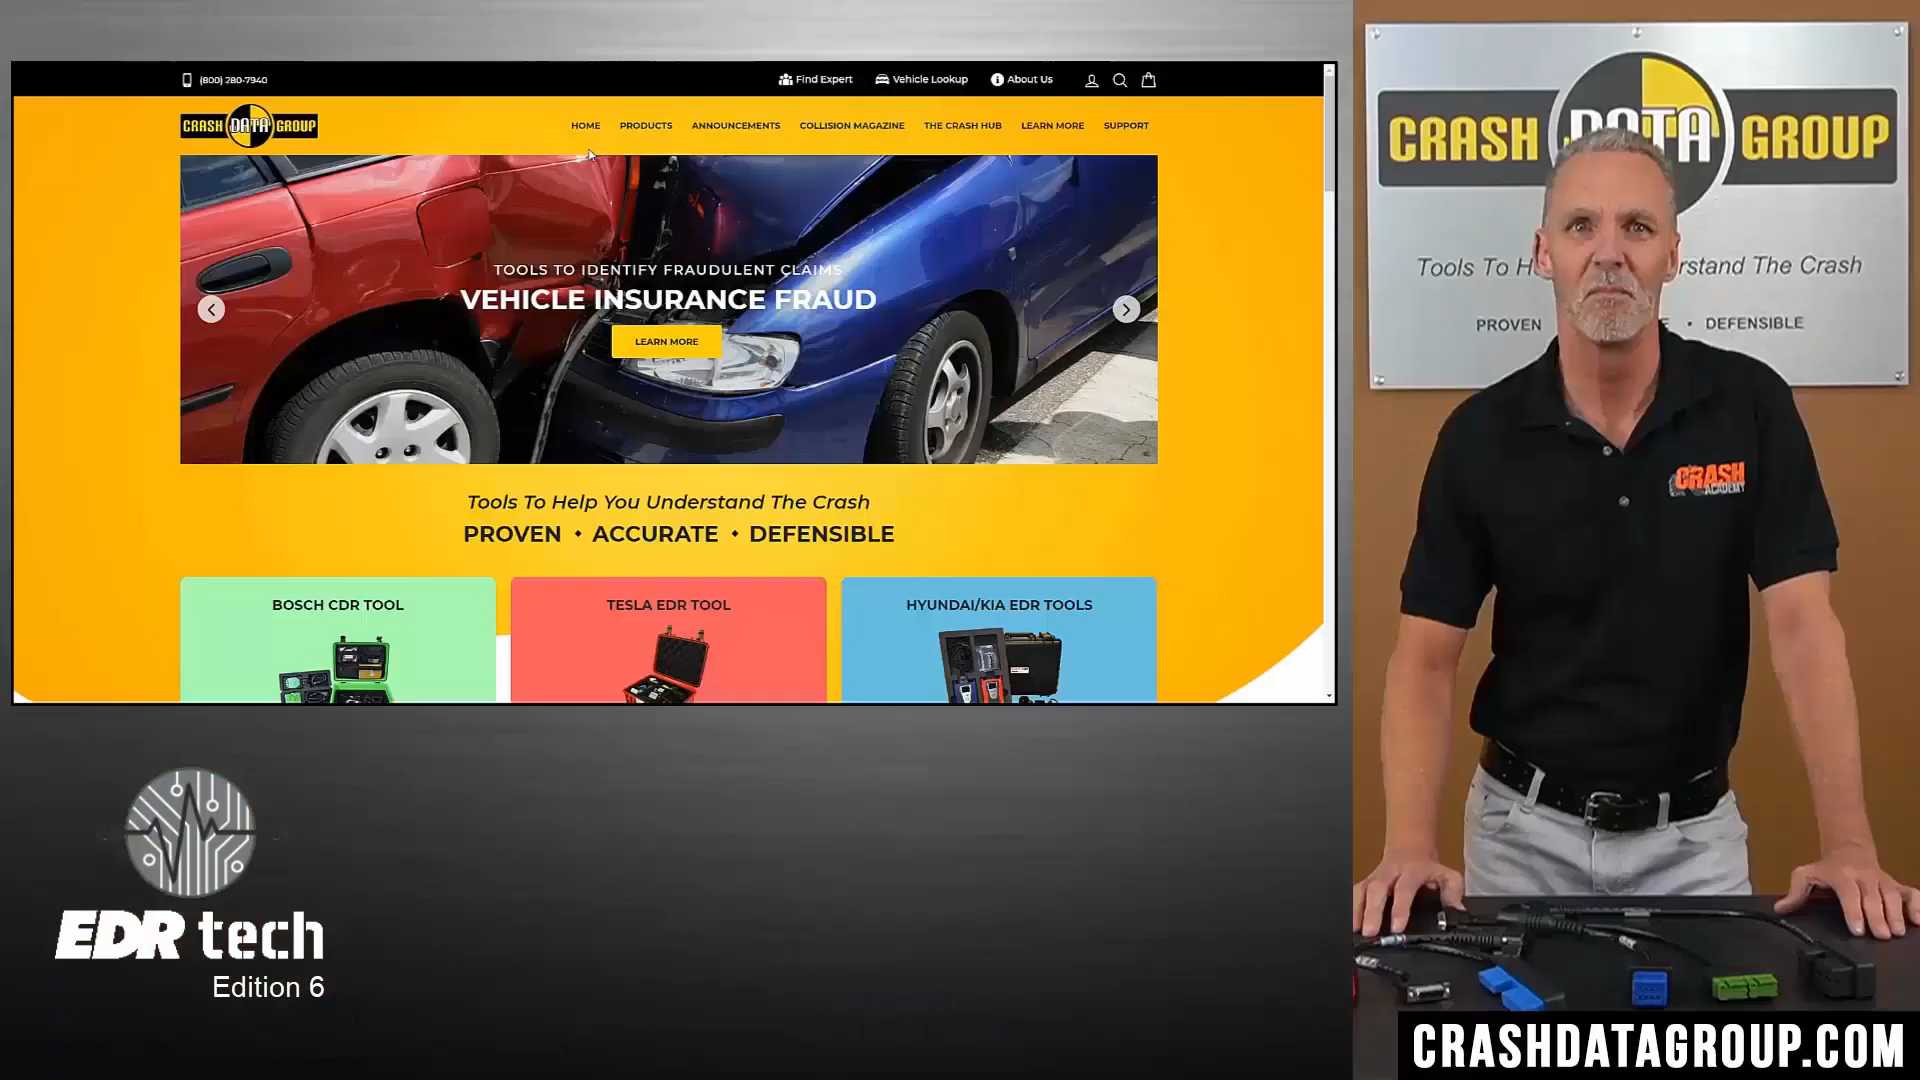 (800) 280-7940
Find Expert
Vehicle Lookup
About Us
CRASH DATA GROUP
HOME
PRODUCTS
ANNOUNCEMENTS
COLLISION MAGAZINE
THE CRASH HUB
LEARN MORE
SUPPORT
TOOLS TO IDENTIFY FRAUDULENT CLAIMS
VEHICLE INSURANCE FRAUD
LEARN MORE
Tools To Help You Understand The Crash
PROVEN • ACCURATE • DEFENSIBLE
BOSCH CDR TOOL
TESLA EDR TOOL
HYUNDAI/KIA EDR TOOLS
EDR tech
Edition 6
CRASH DATA GROUP
Tools To H rstand The Crash
PROVEN E • DEFENSIBLE
CRASH
ACADEMY
CRASHDATAGROUP.COM